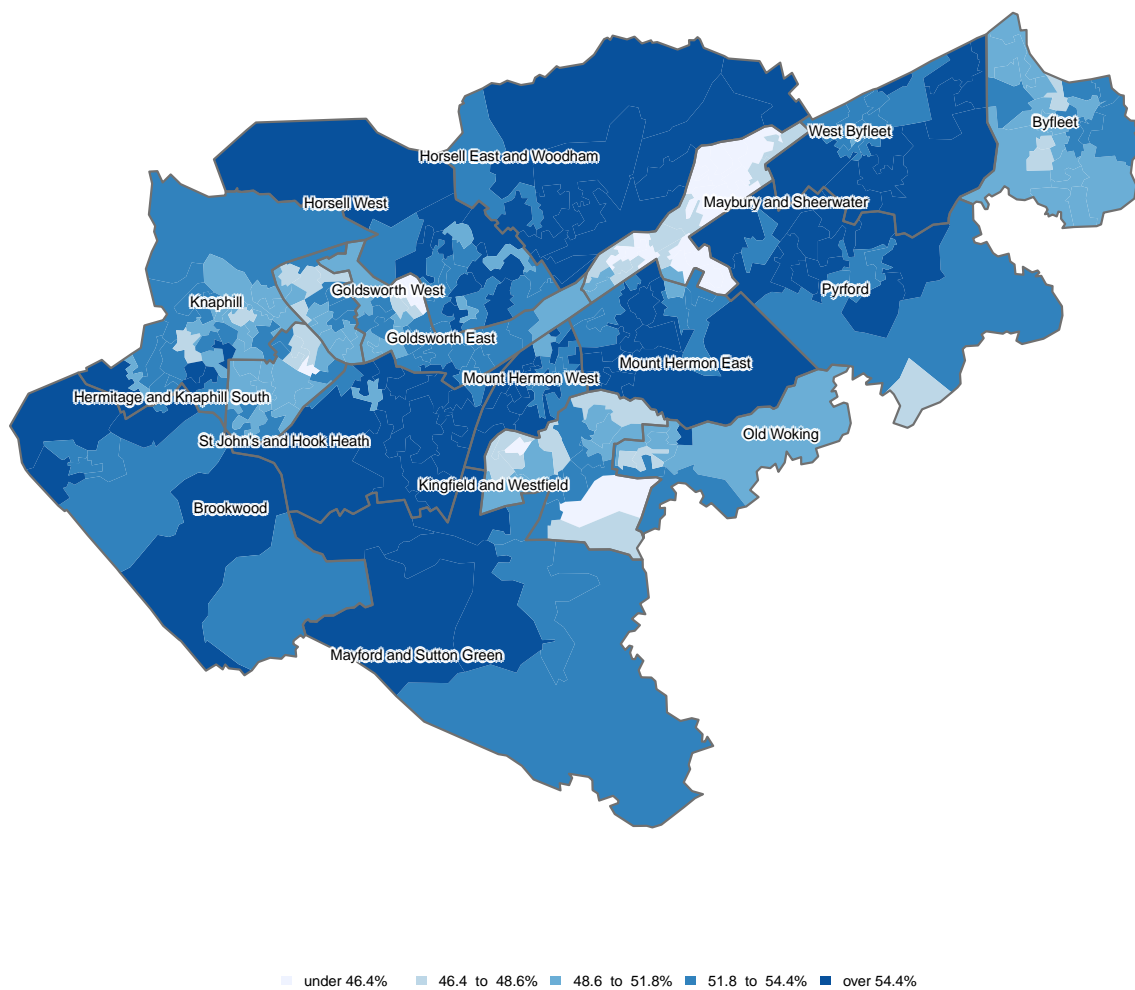 Byfleet
West Byfleet
Horsell East and Woodham
Horsell West
Maybury and Sheerwater
Goldsworth West
Pyrford
Knaphill
Goldsworth East
Mount Hermon East
Mount Hermon West
Hermitage and Knaphill South
St John's and Hook Heath
Old Woking
Kingfield and Westfield
Brookwood
Mayford and Sutton Green
under 46.4% 46.4 to 48.6% 48.6 to 51.8% 51.8 to 54.4% over 54.4%